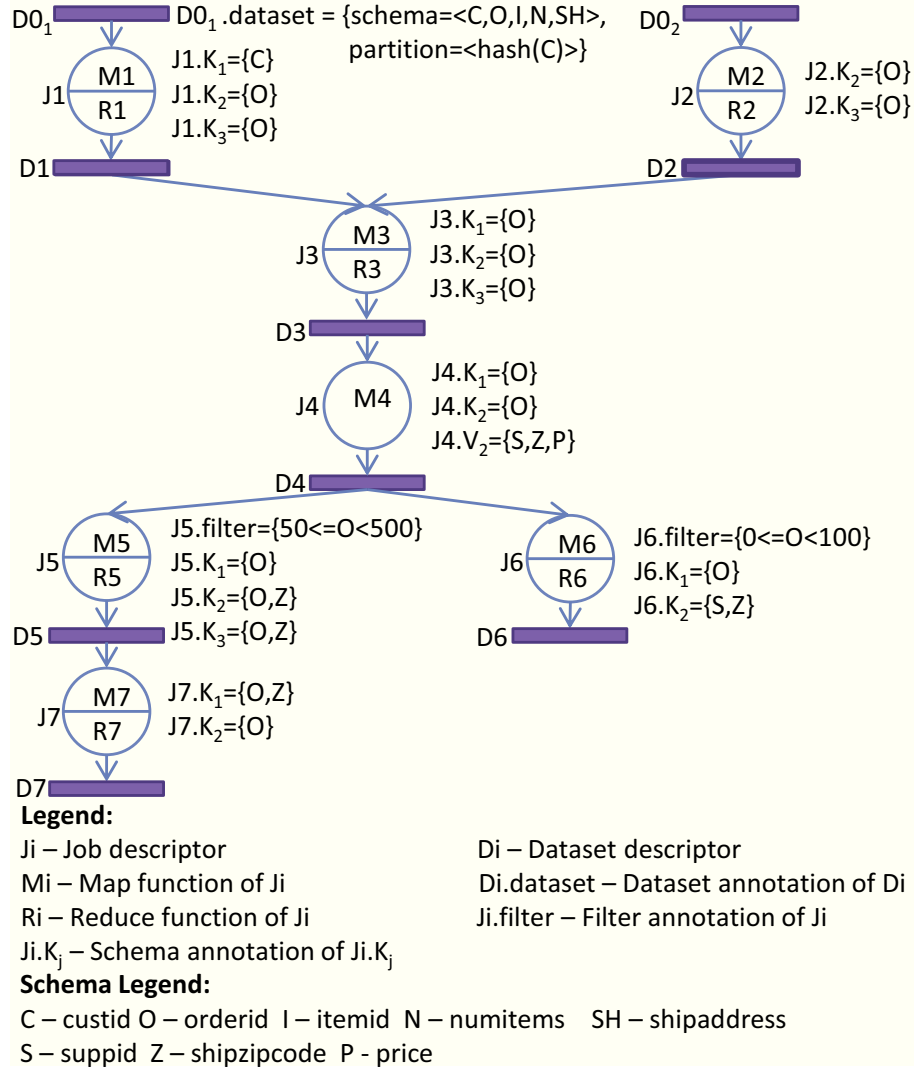 D0₁ D0₁.dataset = {schema=<C,O,I,N,SH>, D0₂
partition=<hash(C)>}
J1 M1 R1
J1.K₁={C}
J1.K₂={O}
J1.K₃={O}
J2 M2 R2
J2.K₂={O}
J2.K₃={O}
D1
D2
J3 M3 R3
J3.K₁={O}
J3.K₂={O}
J3.K₃={O}
D3
J4 M4
J4.K₁={O}
J4.K₂={O}
J4.V₂={S,Z,P}
D4
J5 M5 R5
J5.filter={50<=O<500}
J5.K₁={O}
J5.K₂={O,Z}
J5.K₃={O,Z}
J6 M6 R6
J6.filter={0<=O<100}
J6.K₁={O}
J6.K₂={S,Z}
D5
D6
J7 M7 R7
J7.K₁={O,Z}
J7.K₂={O}
D7
Legend:
Ji – Job descriptor Di – Dataset descriptor
Mi – Map function of Ji Di.dataset – Dataset annotation of Di
Ri – Reduce function of Ji Ji.filter – Filter annotation of Ji
Ji.Kⱼ – Schema annotation of Ji.Kⱼ
Schema Legend:
C – custid O – orderid I – itemid N – numitems SH – shipaddress
S – suppid Z – shipzipcode P - price